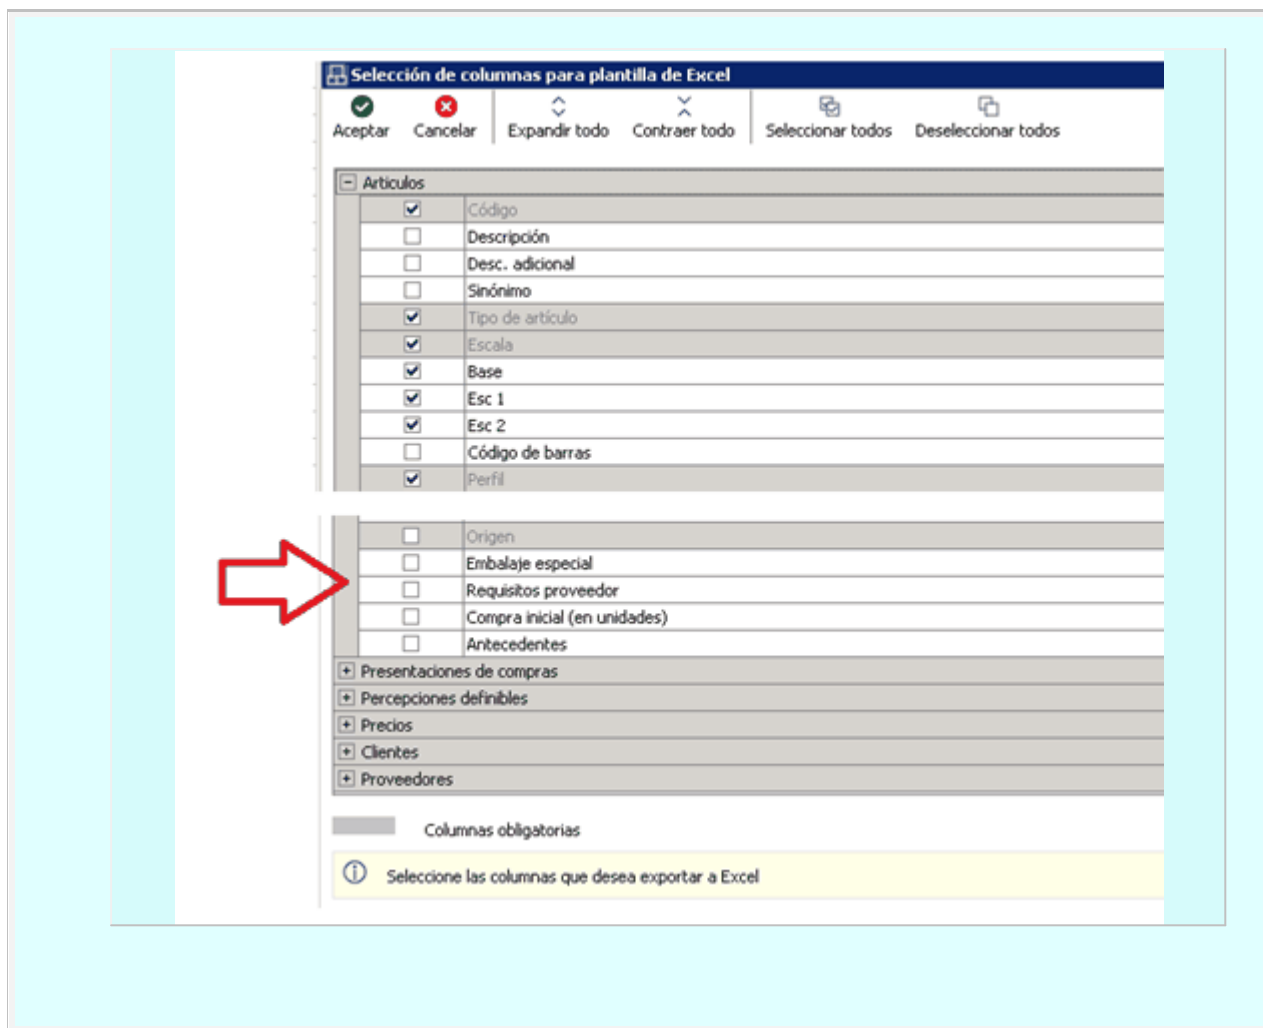 Selección de columnas para plantilla de Excel
Aceptar Cancelar Expandir todo Contraer todo Seleccionar todos Deseleccionar todos
Articulos
Código
Descripción
Desc. adicional
Sinónimo
Tipo de artículo
Escala
Base
Esc 1
Esc 2
Código de barras
Perfil
Origen
Embalaje especial
Requisitos proveedor
Compra inicial (en unidades)
Antecedentes
Presentaciones de compras
Percepciones definibles
Precios
Clientes
Proveedores
Columnas obligatorias
Seleccione las columnas que desea exportar a Excel